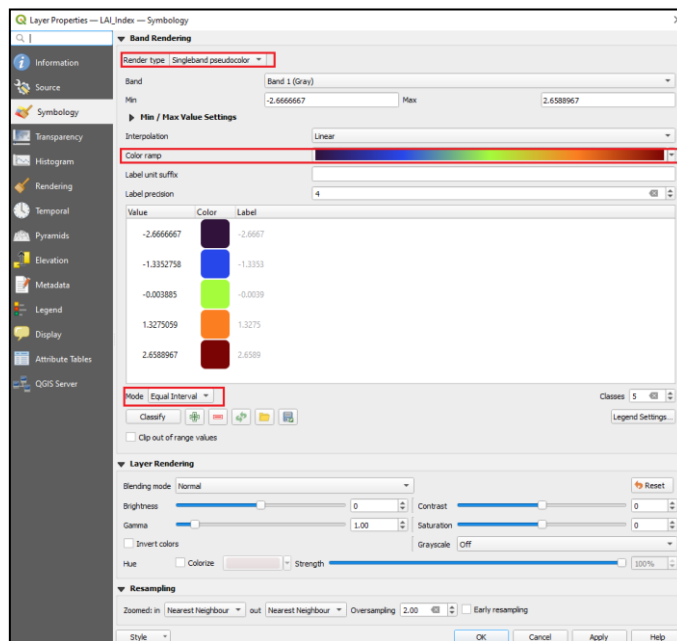 Layer Properties — LAI_Index — Symbology
Information
Source
Symbology
Transparency
Histogram
Rendering
Temporal
Pyramids
Elevation
Metadata
Legend
Display
Attribute Tables
QGIS Server
Band Rendering
Render type Singleband pseudocolor
Band Band 1 (Gray)
Min -2.6666667 Max 2.6588967
Min / Max Value Settings
Interpolation Linear
Color ramp
Label unit suffix
Label precision 4
Value Color Label
-2.6666667 -2.6667
-1.3352758 -1.3353
-0.003885 -0.0039
1.3275059 1.3275
2.6588967 2.6589
Mode Equal Interval Classes 5
Classify Legend Settings...
Clip out of range values
Layer Rendering
Blending mode Normal Reset
Brightness 0 Contrast 0
Gamma 1.00 Saturation 0
Invert colors Grayscale Off
Hue Colorize Strength 100%
Resampling
Zoomed: in Nearest Neighbour out Nearest Neighbour Oversampling 2.00 Early resampling
Style OK Cancel Apply Help